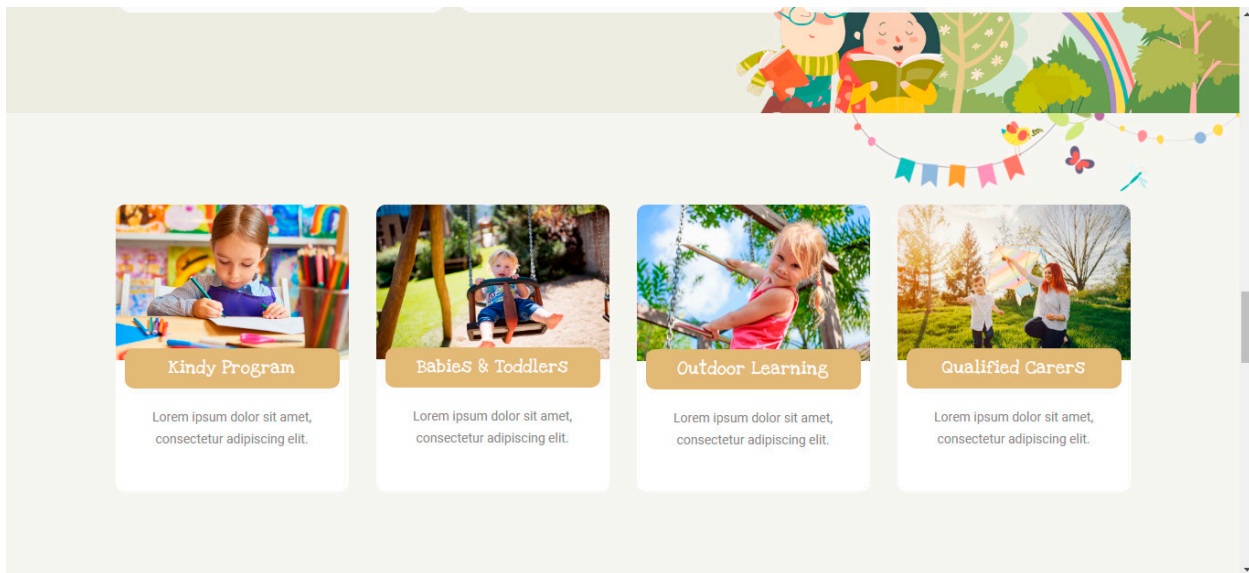 Kindy Program
Lorem ipsum dolor sit amet,
consectetur adipiscing elit.
Babies & Toddlers
Lorem ipsum dolor sit amet,
consectetur adipiscing elit.
Outdoor Learning
Lorem ipsum dolor sit amet,
consectetur adipiscing elit.
Qualified Carers
Lorem ipsum dolor sit amet,
consectetur adipiscing elit.